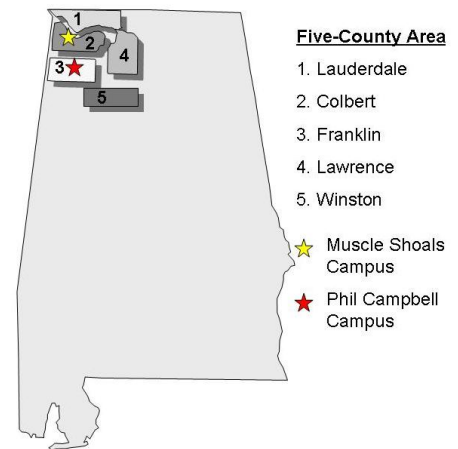 1
2
3
4
5
Five-County Area
1. Lauderdale
2. Colbert
3. Franklin
4. Lawrence
5. Winston
Muscle Shoals
Campus
Phil Campbell
Campus